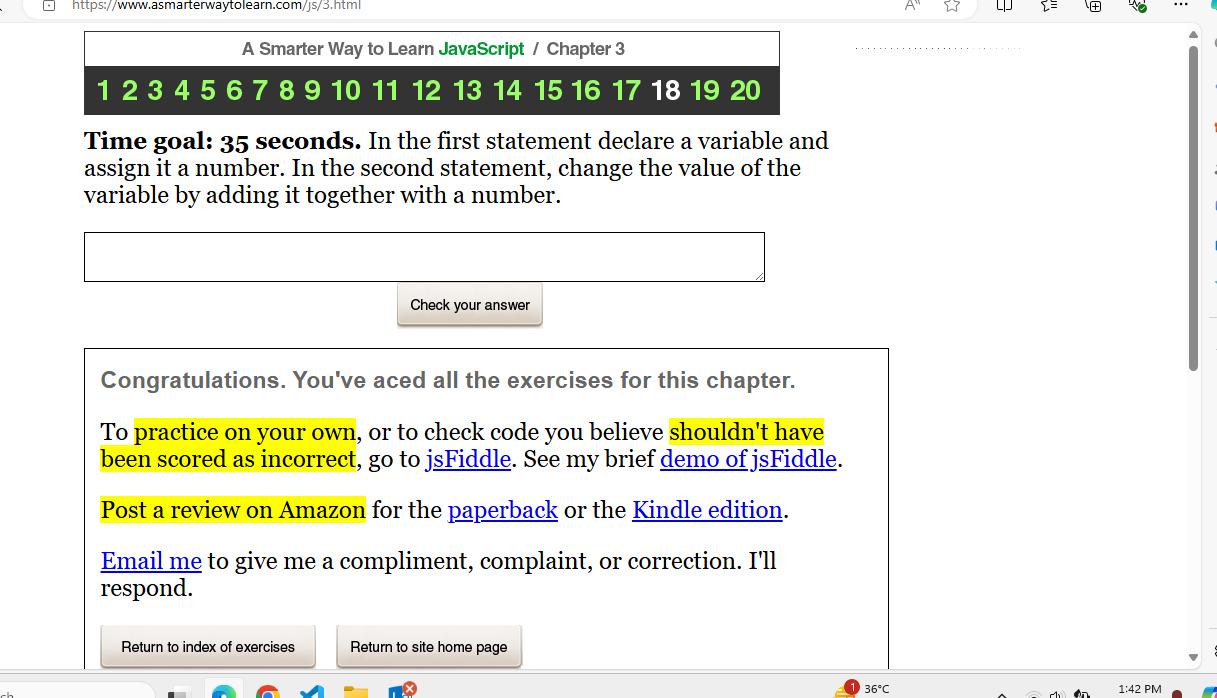 https://www.asmarterwaytolearn.com/js/3.html
A Smarter Way to Learn JavaScript / Chapter 3
1 2 3 4 5 6 7 8 9 10 11 12 13 14 15 16 17 18 19 20
Time goal: 35 seconds. In the first statement declare a variable and
assign it a number. In the second statement, change the value of the
variable by adding it together with a number.
Check your answer
Congratulations. You've aced all the exercises for this chapter.
To practice on your own, or to check code you believe shouldn't have
been scored as incorrect, go to jsFiddle. See my brief demo of jsFiddle.
Post a review on Amazon for the paperback or the Kindle edition.
Email me to give me a compliment, complaint, or correction. I'll
respond.
Return to index of exercises Return to site home page
1 36°C 1:42 PM